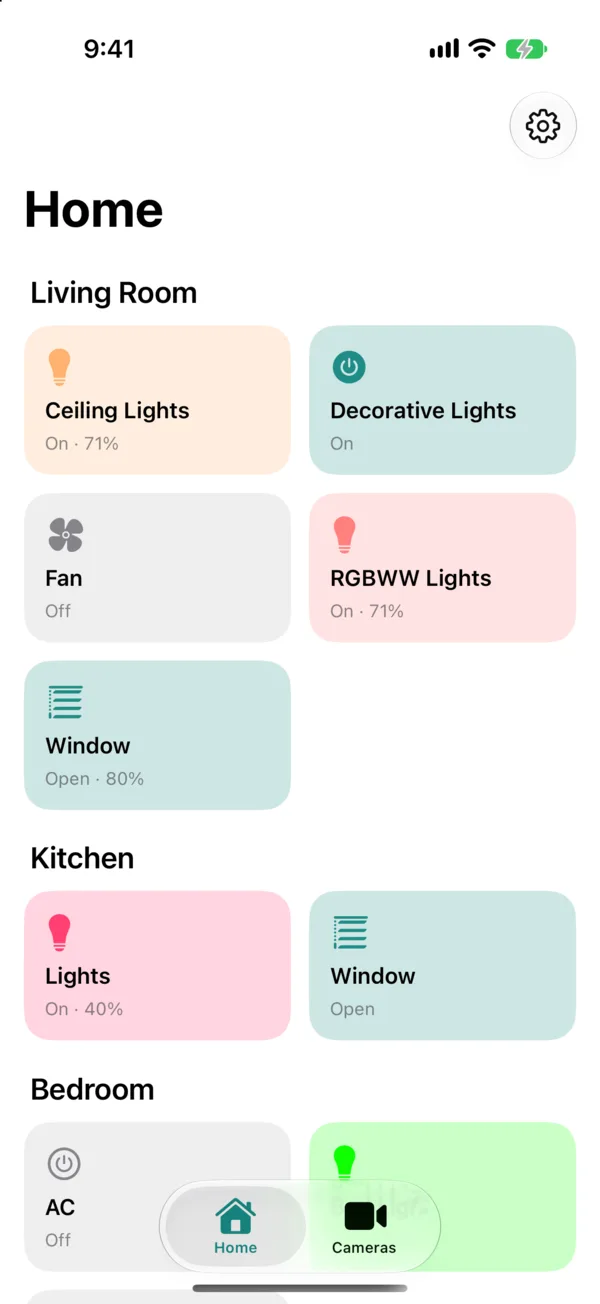 9:41
Home
Living Room
Ceiling Lights
On · 71%
Decorative Lights
On
Fan
Off
RGBWW Lights
On · 71%
Window
Open · 80%
Kitchen
Lights
On · 40%
Window
Open
Bedroom
AC
Off
Home
Cameras